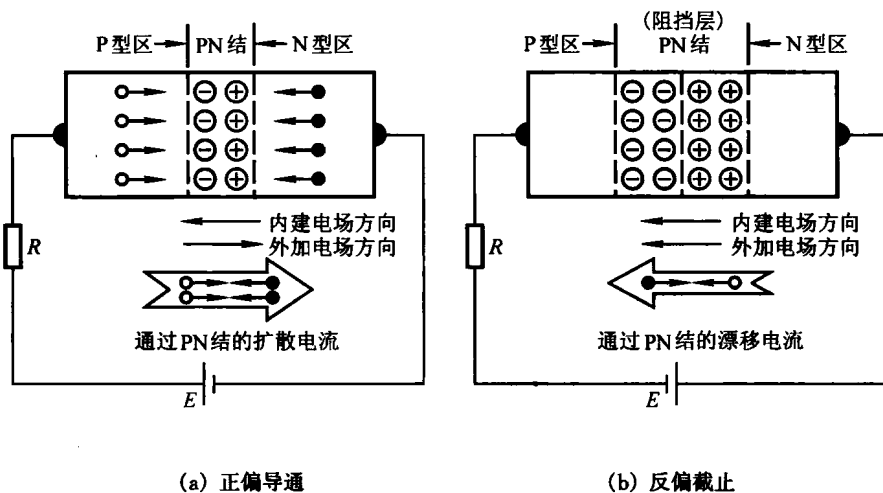 P型区
PN结
N型区
R
内建电场方向
外加电场方向
通过PN结的扩散电流
E
(a) 正偏导通
(阻挡层)
P型区
PN结
N型区
R
内建电场方向
外加电场方向
通过PN结的漂移电流
E
(b) 反偏截止